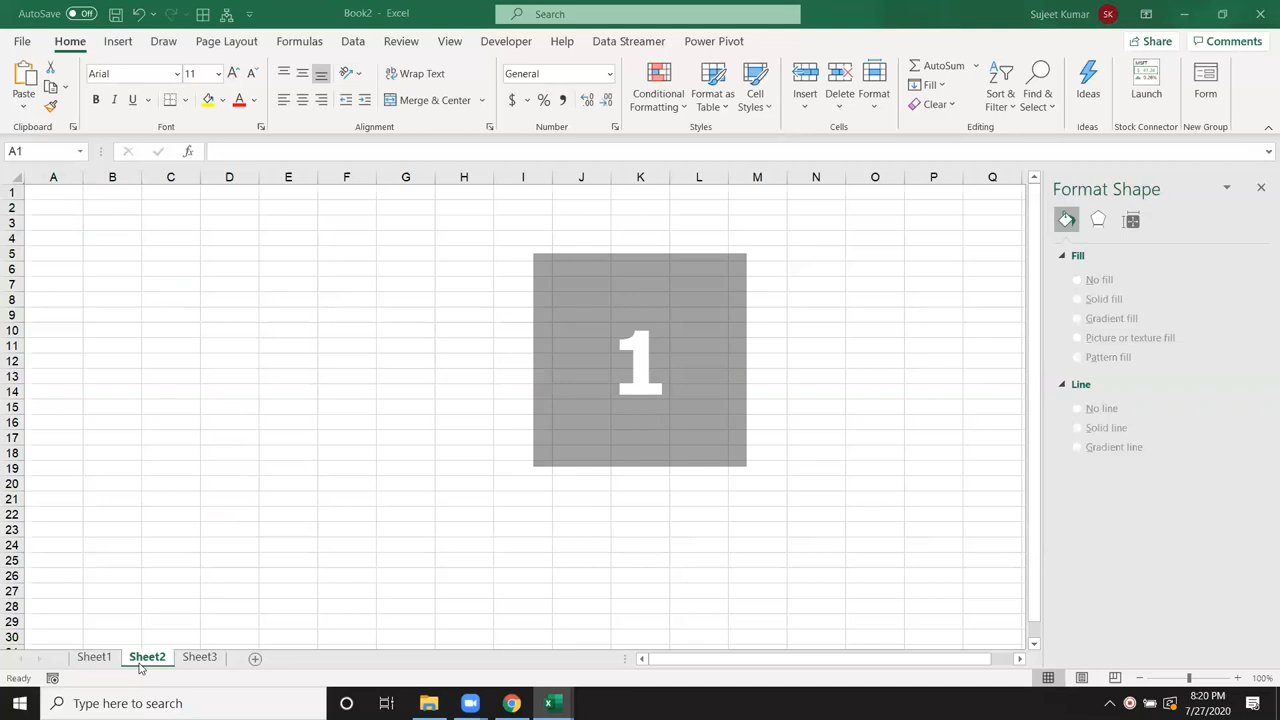 AutoSave Off Book2 - Excel Search Sujeet Kumar SK
File Home Insert Draw Page Layout Formulas Data Review View Developer Help Data Streamer Power Pivot Share Comments
Paste Arial 11 Wrap Text General Conditional Formatting Format as Table Cell Styles Insert Delete Format AutoSum Fill Clear Sort & Filter Find & Select Ideas Launch Form
B I U A Merge & Center $ % ,
Clipboard Font Alignment Number Styles Cells Editing Ideas Stock Connector New Group
A1 fx
A B C D E F G H I J K L M N O P Q
1
2
3
4
5
6
7
8
9
10
11
12
13
14
15
16
17
18
19
20
21
22
23
24
25
26
27
28
29
30
1
Format Shape
Fill
No fill
Solid fill
Gradient fill
Picture or texture fill
Pattern fill
Line
No line
Solid line
Gradient line
Sheet1 Sheet2 Sheet3
Ready 100%
Type here to search 8:20 PM
7/27/2020